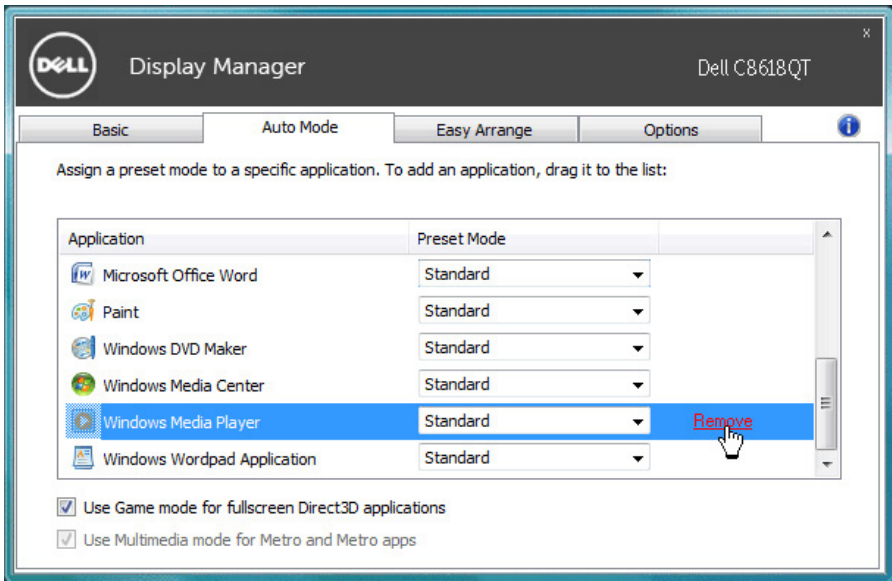 x
DELL Display Manager Dell C8618QT
Basic Auto Mode Easy Arrange Options i
Assign a preset mode to a specific application. To add an application, drag it to the list:
Application Preset Mode
Microsoft Office Word Standard
Paint Standard
Windows DVD Maker Standard
Windows Media Center Standard
Windows Media Player Standard Remove
Windows Wordpad Application Standard
Use Game mode for fullscreen Direct3D applications
Use Multimedia mode for Metro and Metro apps